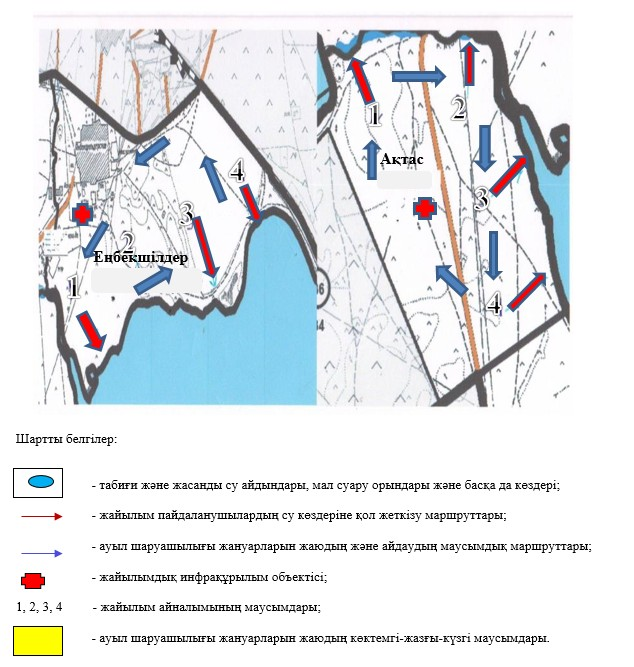 1
2
Ақтас
3
4
4
3
2
Еңбекшілдер
1
Шартты белгілер:
- табиғи және жасанды су айдындары, мал суару орындары және басқа да көздері;
- жайылым пайдаланушылардың су көздеріне қол жеткізу маршруттары;
- ауыл шаруашылығы жануарларын жаюдың және айдаудың маусымдық маршруттары;
- жайылымдық инфрақұрылым объектісі;
1, 2, 3, 4 - жайылым айналымының маусымдары;
- ауыл шаруашылығы жануарларын жаюдың көктемгі-жазғы-күзгі маусымдары.